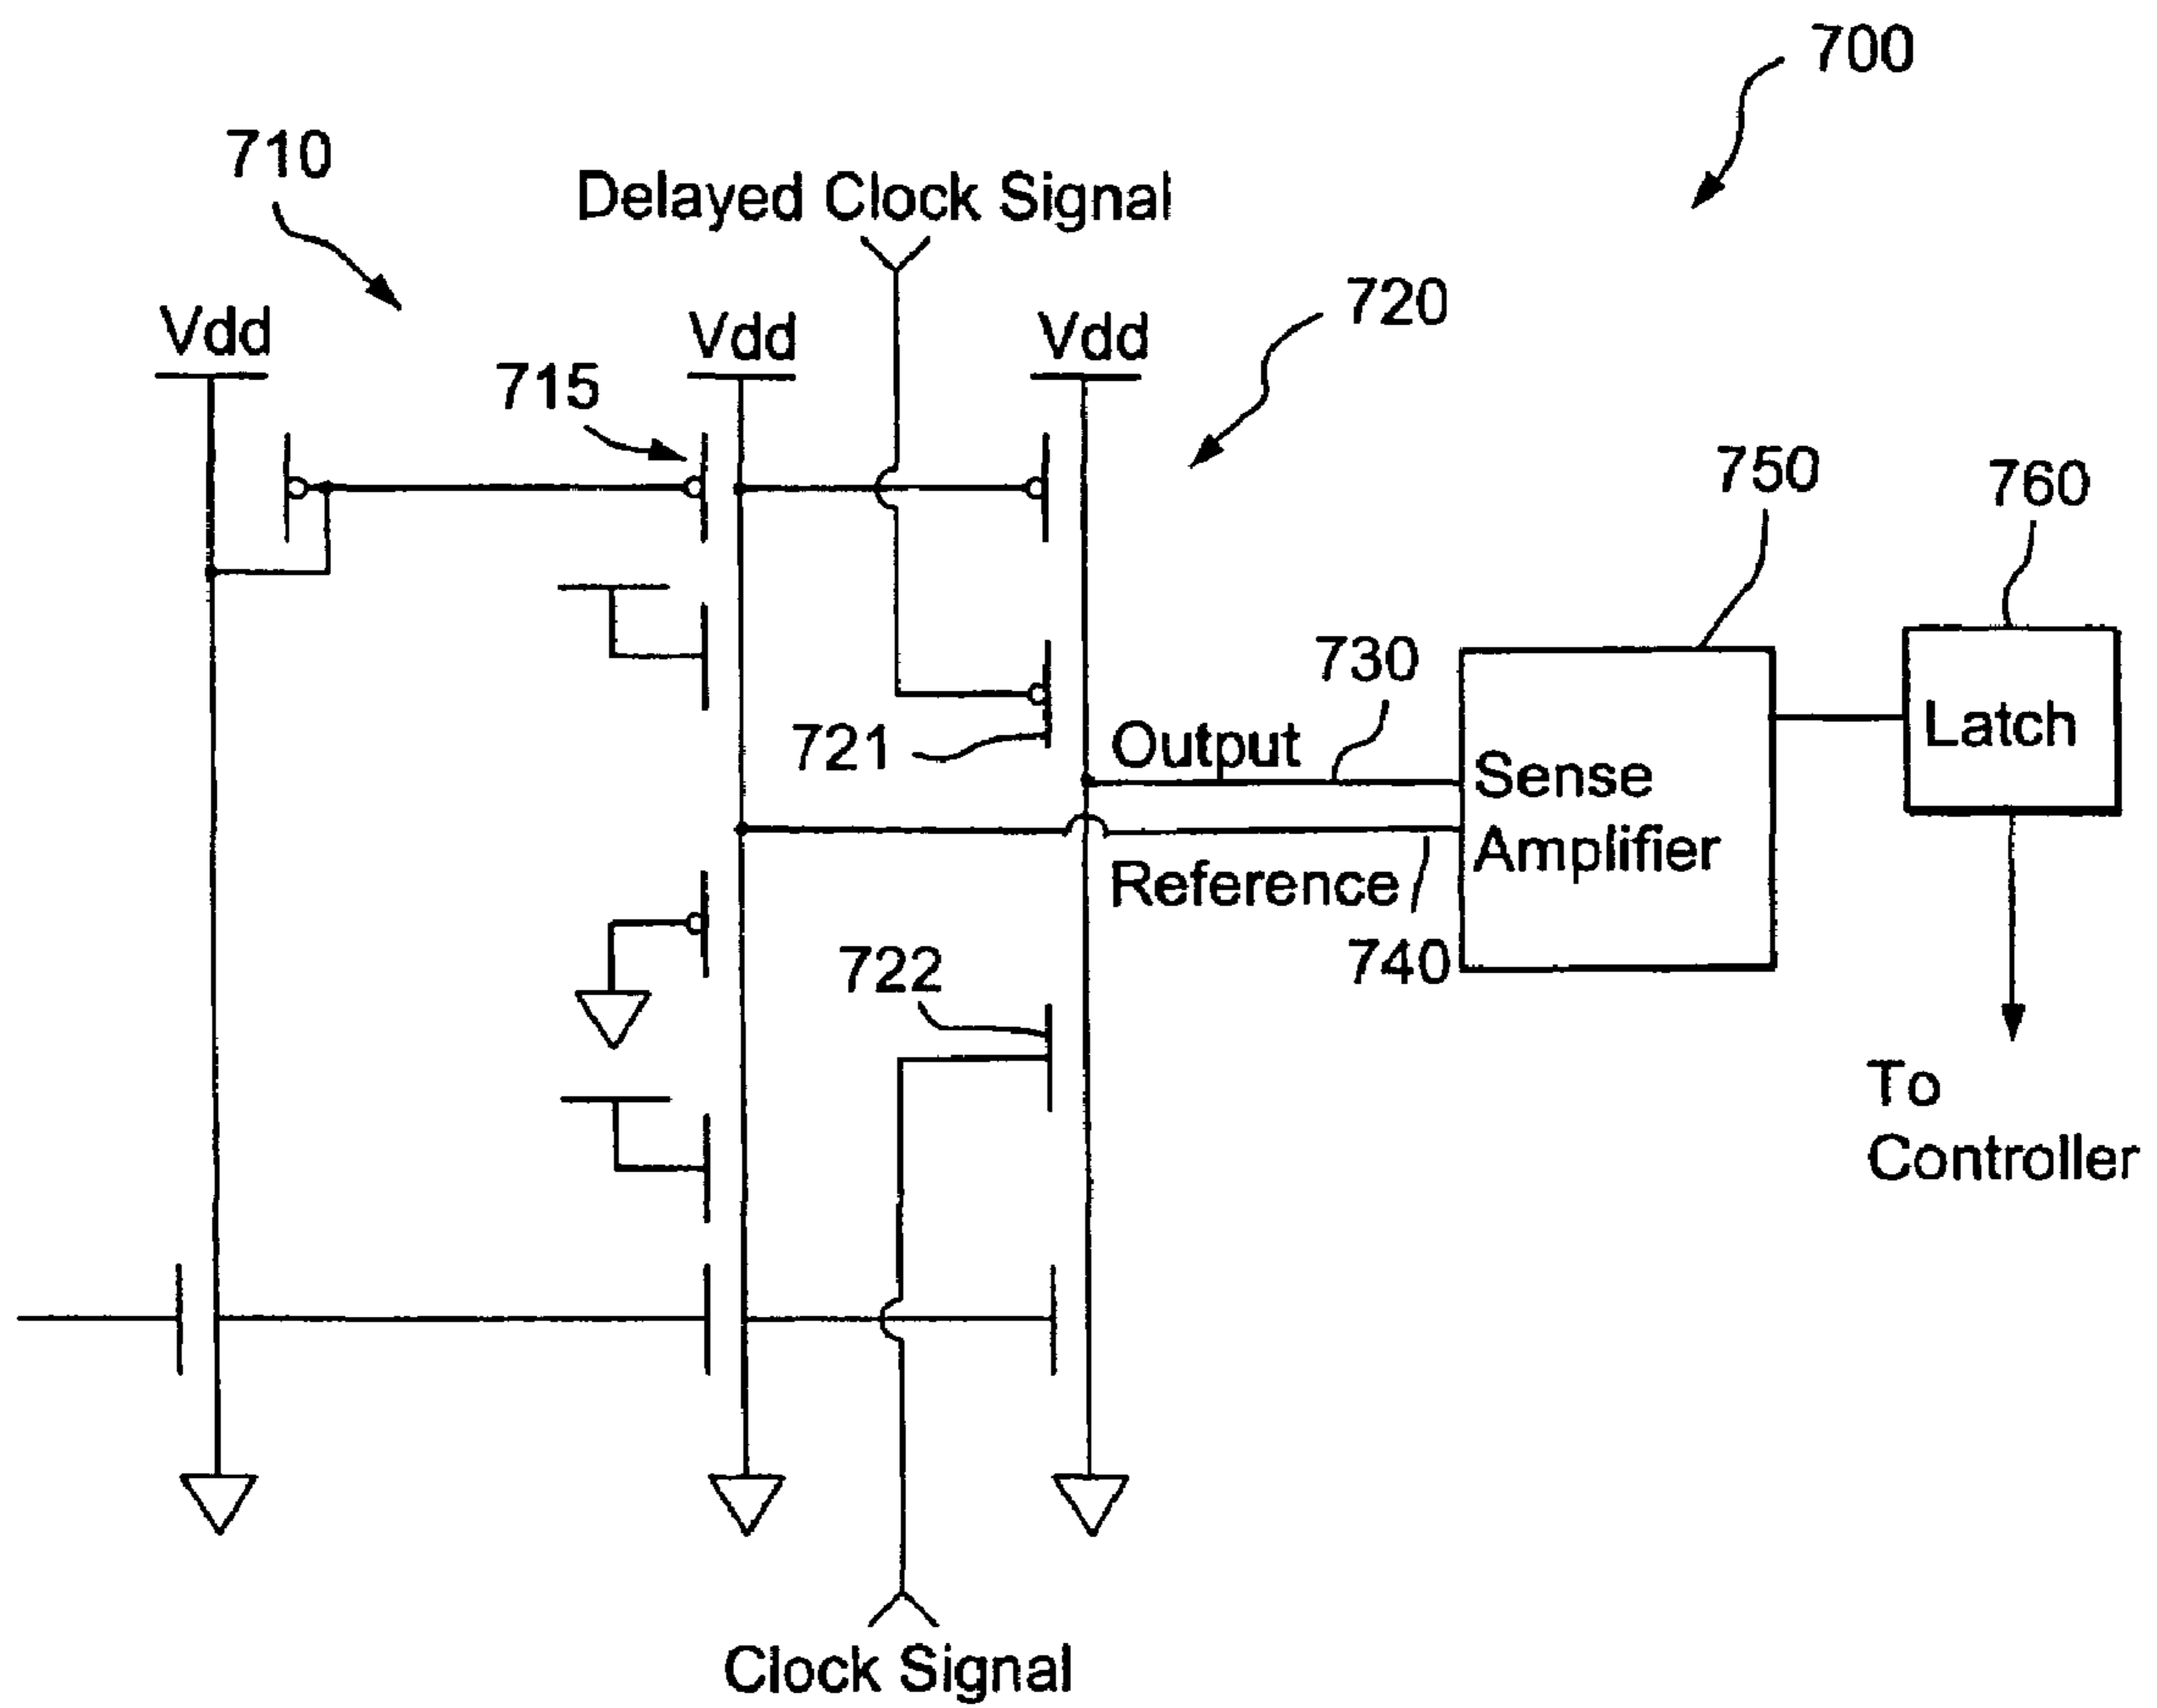 700
710
Delayed Clock Signal
720
Vdd
Vdd
Vdd
715
750
760
730
721
Output
Latch
Sense
Amplifier
Reference
740
722
To
Controller
Clock Signal